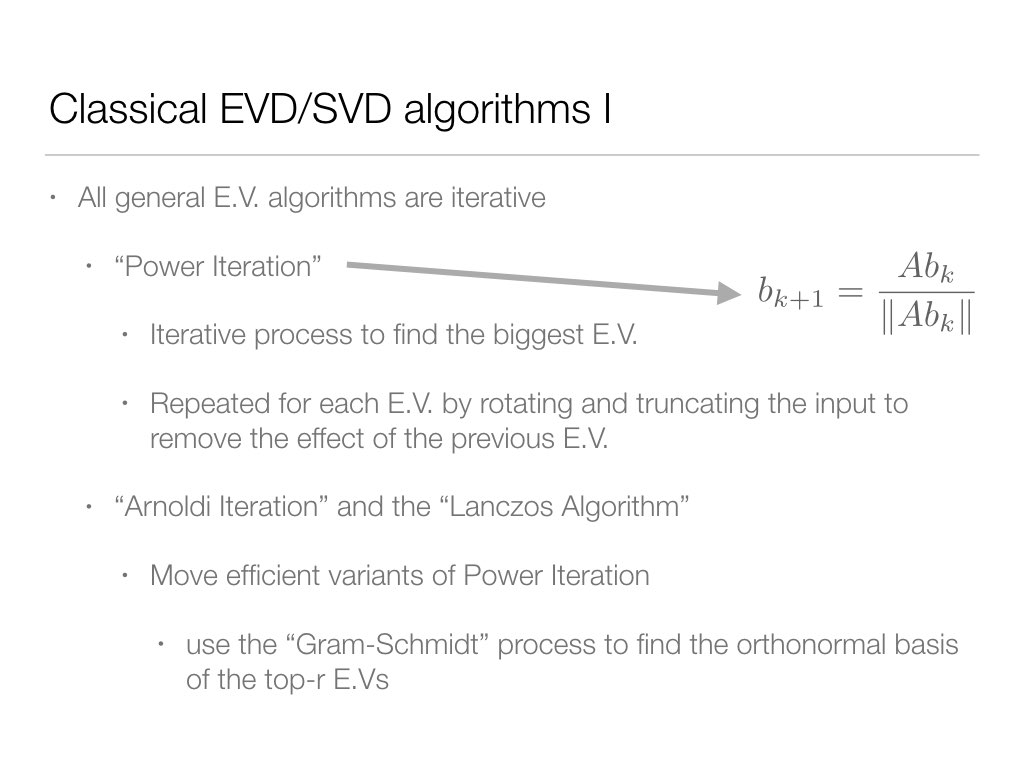 Classical EVD/SVD algorithms I
• All general E.V. algorithms are iterative
• “Power Iteration”
b_{k+1} = \frac{Ab_k}{\|Ab_k\|}
• Iterative process to find the biggest E.V.
• Repeated for each E.V. by rotating and truncating the input to
remove the effect of the previous E.V.
• “Arnoldi Iteration” and the “Lanczos Algorithm”
• Move efficient variants of Power Iteration
• use the “Gram-Schmidt” process to find the orthonormal basis
of the top-r E.Vs